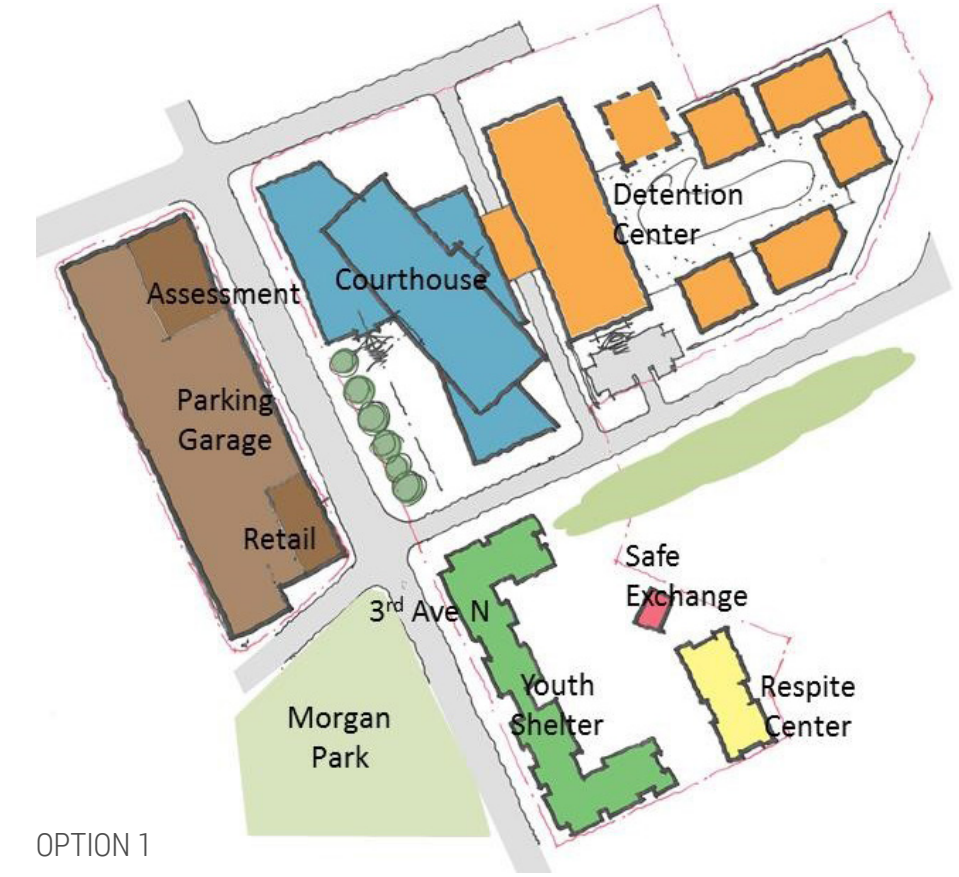 Detention
Center
Courthouse
Assessment
Parking
Garage
Retail
Safe
Exchange
3rd Ave N
Youth
Shelter
Respite
Center
Morgan
Park
OPTION 1